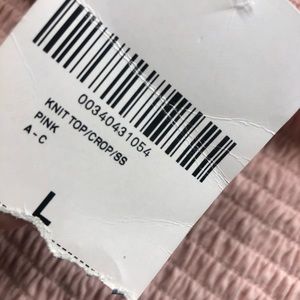 00340431054
KNIT TOP/CROP/SS
PINK
A - C
L